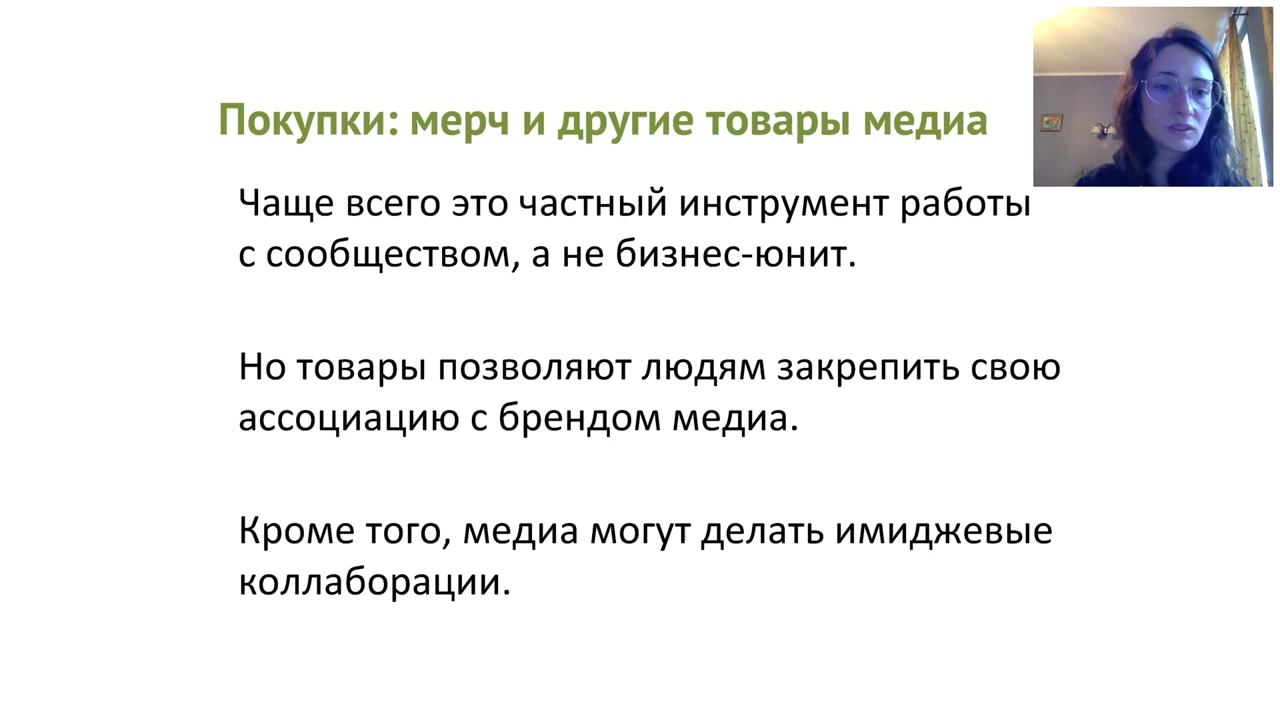 Покупки: мерч и другие товары медиа
Чаще всего это частный инструмент работы
с сообществом, а не бизнес-юнит.
Но товары позволяют людям закрепить свою
ассоциацию с брендом медиа.
Кроме того, медиа могут делать имиджевые
коллаборации.